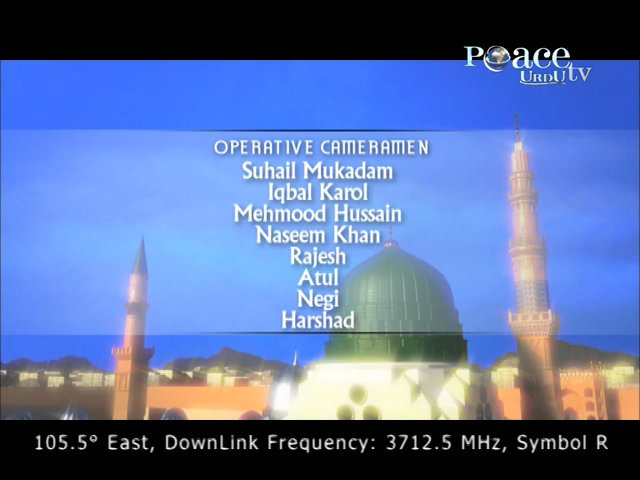 Peace
URDU tv
OPERATIVE CAMERAMEN
Suhail Mukadam
Iqbal Karol
Mehmood Hussain
Naseem Khan
Rajesh
Atul
Negi
Harshad
105.5° East, DownLink Frequency: 3712.5 MHz, Symbol R